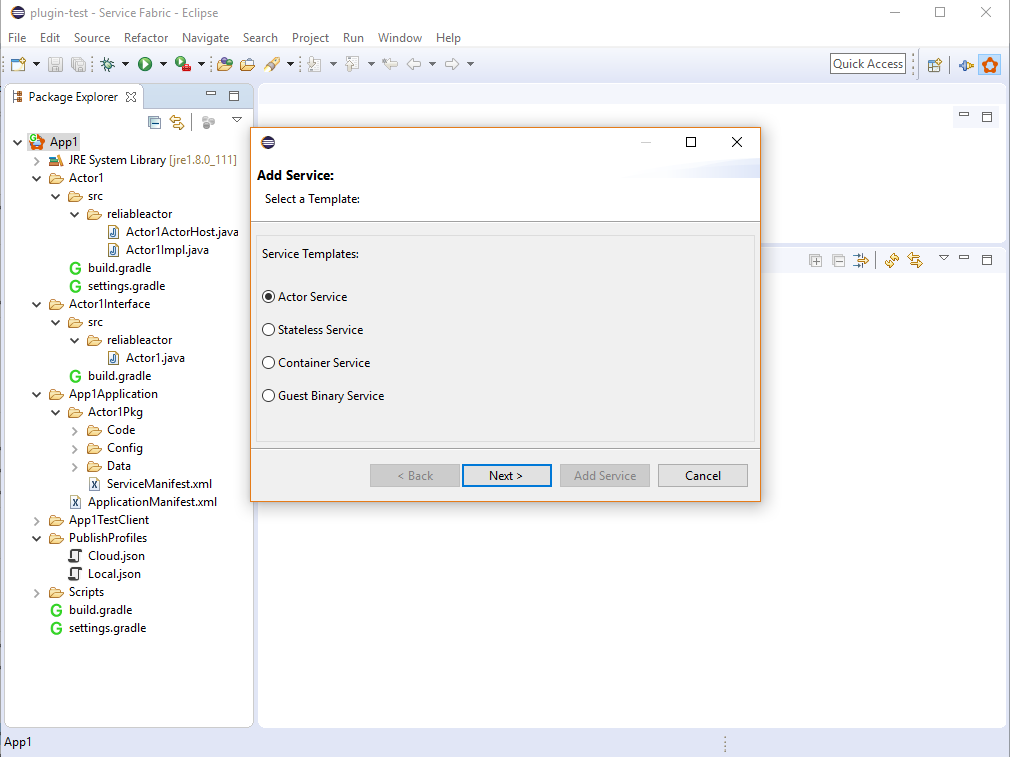 plugin-test - Service Fabric - Eclipse
File Edit Source Refactor Navigate Search Project Run Window Help
Quick Access
Package Explorer
App1
JRE System Library [jre1.8.0_111]
Actor1
src
reliableactor
Actor1ActorHost.java
Actor1Impl.java
build.gradle
settings.gradle
Actor1Interface
src
reliableactor
Actor1.java
build.gradle
App1Application
Actor1Pkg
Code
Config
Data
ServiceManifest.xml
ApplicationManifest.xml
App1TestClient
PublishProfiles
Cloud.json
Local.json
Scripts
build.gradle
settings.gradle
Add Service:
Select a Template:
Service Templates:
Actor Service
Stateless Service
Container Service
Guest Binary Service
< Back Next > Add Service Cancel
App1